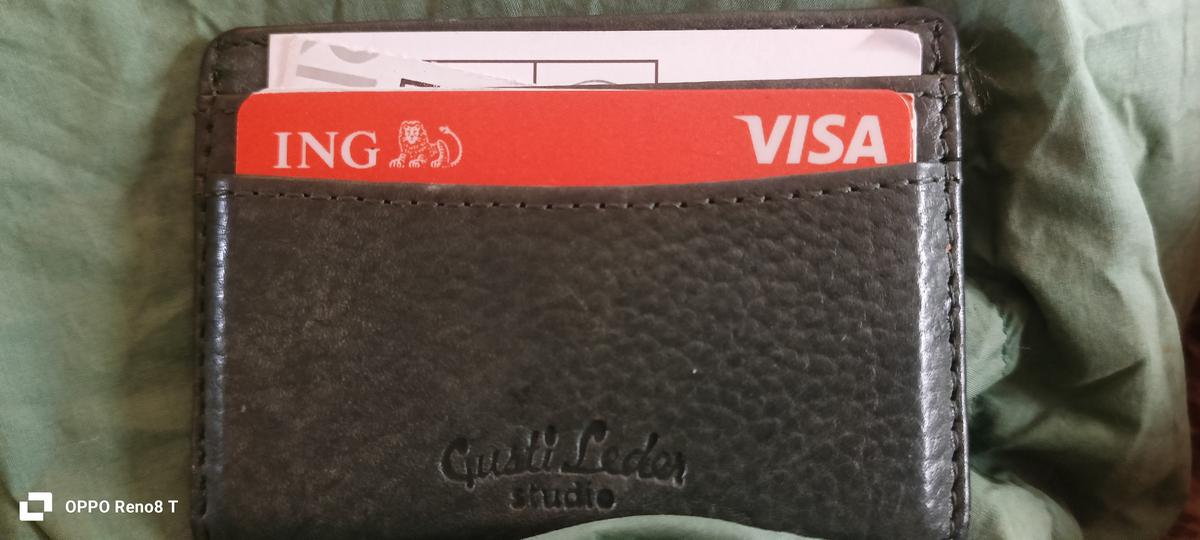 ING VISA
Gusti Leder
studio
OPPO Reno8 T